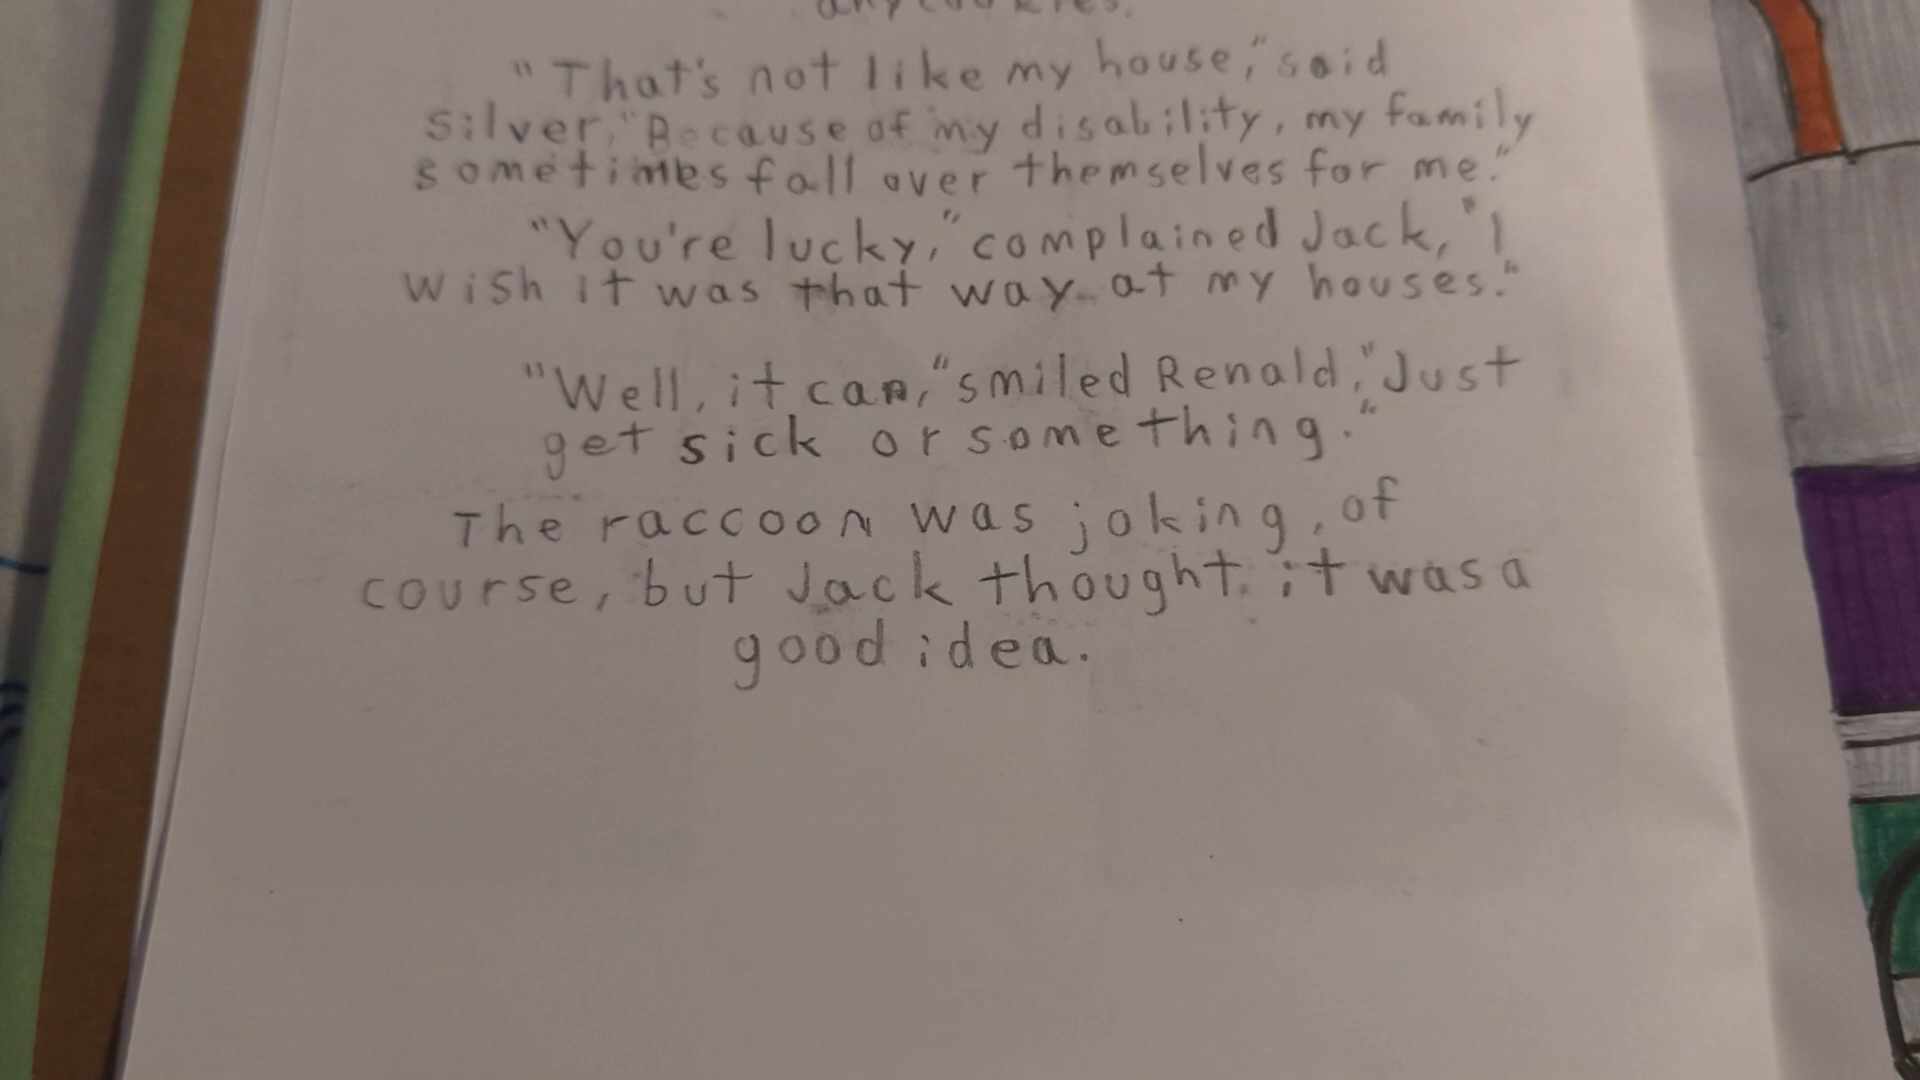 any cookies.
"That's not like my house," said
silver. "Because of my disability, my family
sometimes fall over themselves for me."
"You're lucky," complained Jack, "I
wish it was that way at my houses."
"Well, it can," smiled Renald, "Just
get sick or something."
The raccoon was joking, of
course, but Jack thought it was a
good idea.